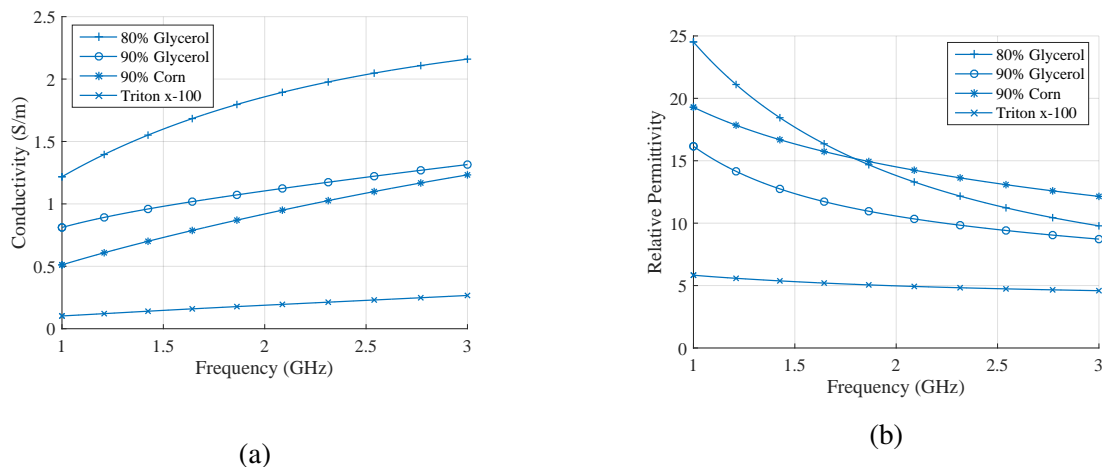 2.5
2
1.5
1
0.5
0
Conductivity (S/m)
80% Glycerol
90% Glycerol
90% Corn
Triton x-100
1 1.5 2 2.5 3
Frequency (GHz)
(a)
25
20
15
10
5
0
Relative Permittivity
80% Glycerol
90% Glycerol
90% Corn
Triton x-100
1 1.5 2 2.5 3
Frequency (GHz)
(b)